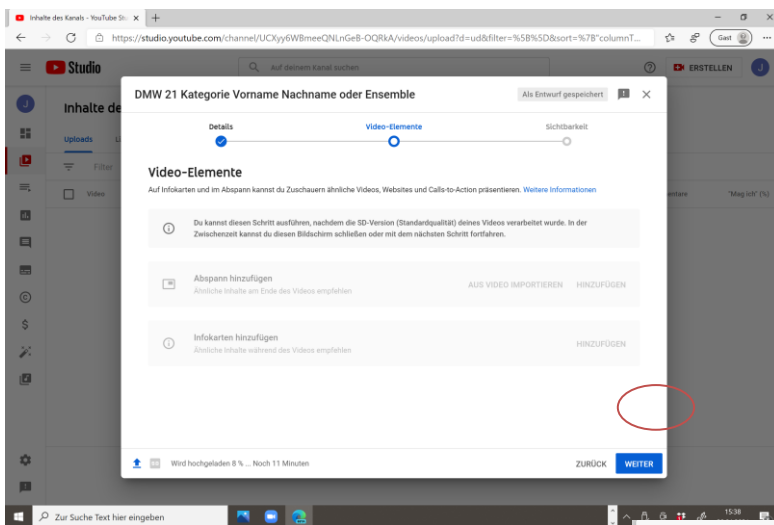 Inhalte des Kanals - YouTube Stu
https://studio.youtube.com/channel/UCXyy6WBmeeQNLnGeB-OQRkA/videos/upload?d=ud&filter=%5B%5D&sort=%7B"columnT...
Gast
Studio
Auf deinem Kanal suchen
ERSTELLEN
J
J
Inhalte de
Uploads
Filter
Video
entare
"Mag ich" (%)
DMW 21 Kategorie Vorname Nachname oder Ensemble
Als Entwurf gespeichert
Details
Video-Elemente
Sichtbarkeit
Video-Elemente
Auf Infokarten und im Abspann kannst du Zuschauern ähnliche Videos, Websites und Calls-to-Action präsentieren. Weitere Informationen
Du kannst diesen Schritt ausführen, nachdem die SD-Version (Standardqualität) deines Videos verarbeitet wurde. In der
Zwischenzeit kannst du diesen Bildschirm schließen oder mit dem nächsten Schritt fortfahren.
Abspann hinzufügen
Ähnliche Inhalte am Ende des Videos empfehlen
AUS VIDEO IMPORTIEREN
HINZUFÜGEN
Infokarten hinzufügen
Ähnliche Inhalte während des Videos empfehlen
HINZUFÜGEN
Wird hochgeladen 8 % ... Noch 11 Minuten
ZURÜCK
WEITER
Zur Suche Text hier eingeben
15:38